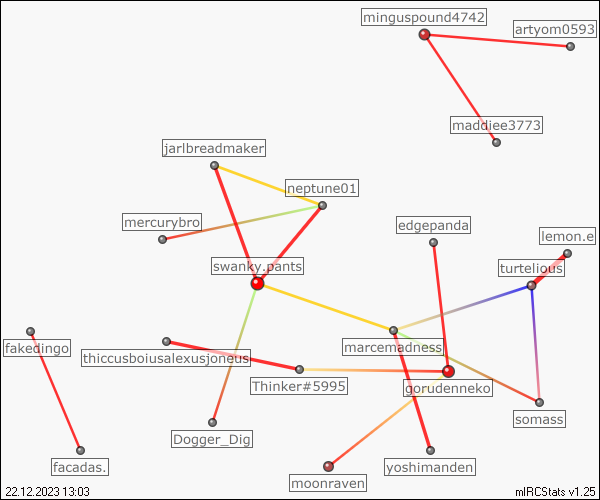 minguspound4742
artyom0593
maddiee3773
jarlbreadmaker
neptune01
mercurybro
edgepanda
lemon.e
swanky.pants
turtelious
fakedingo
thiccusboiusalexusjoneus
marcemadness
Thinker#5995
gorudenneko
somass
Dogger_Dig
facadas.
moonraven
yoshimanden
22.12.2023 13:03
mIRCStats v1.25